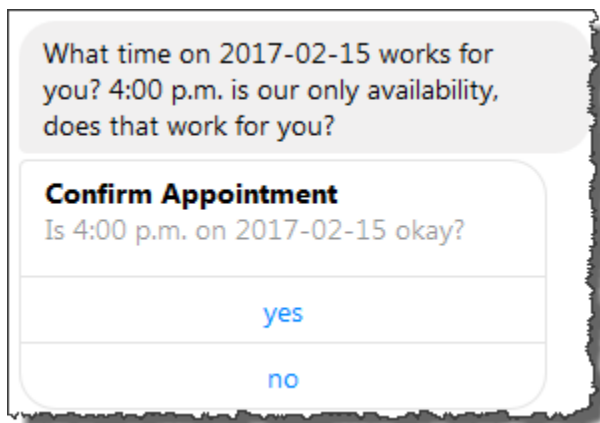 What time on 2017-02-15 works for
you? 4:00 p.m. is our only availability,
does that work for you?
Confirm Appointment
Is 4:00 p.m. on 2017-02-15 okay?
yes
no